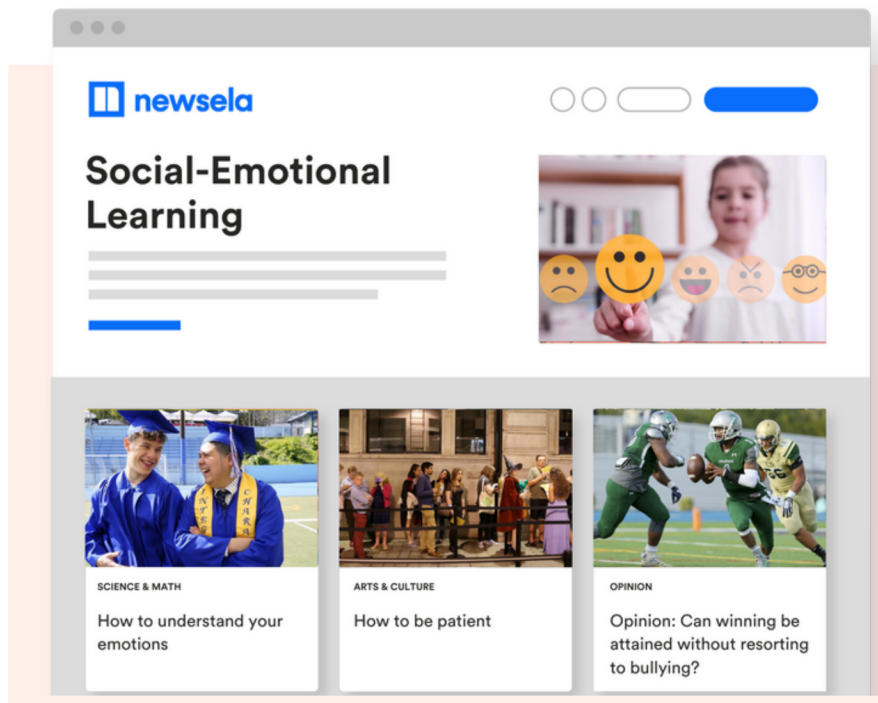 newsela
Social-Emotional
Learning
SCIENCE & MATH
How to understand your
emotions
ARTS & CULTURE
How to be patient
OPINION
Opinion: Can winning be
attained without resorting
to bullying?